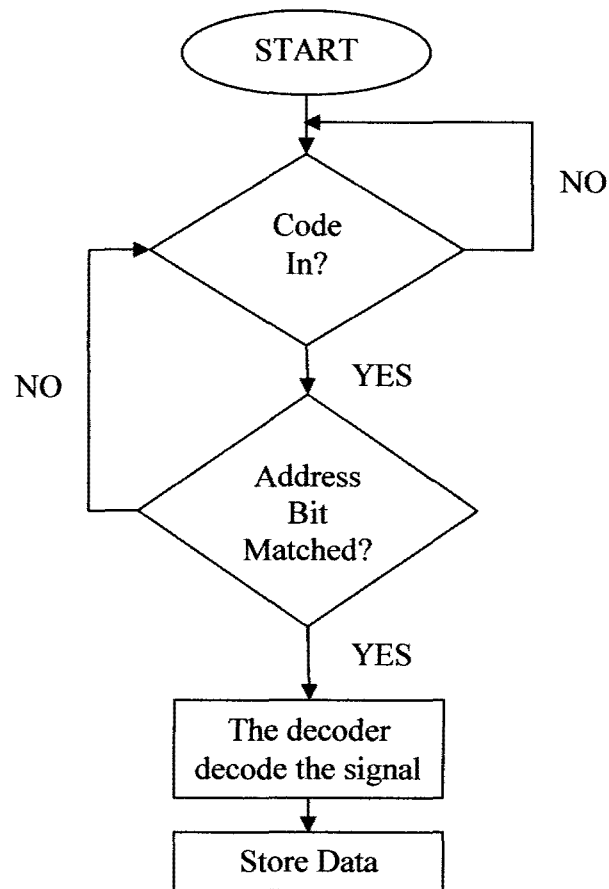 START
NO
Code
In?
YES
NO
Address
Bit
Matched?
YES
The decoder
decode the signal
Store Data